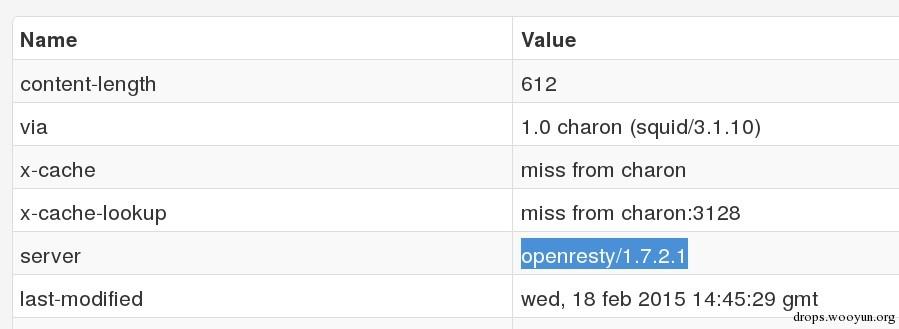 Name Value
content-length 612
via 1.0 charon (squid/3.1.10)
x-cache miss from charon
x-cache-lookup miss from charon:3128
server openresty/1.7.2.1
last-modified wed, 18 feb 2015 14:45:29 gmt
drops.wooyun.org